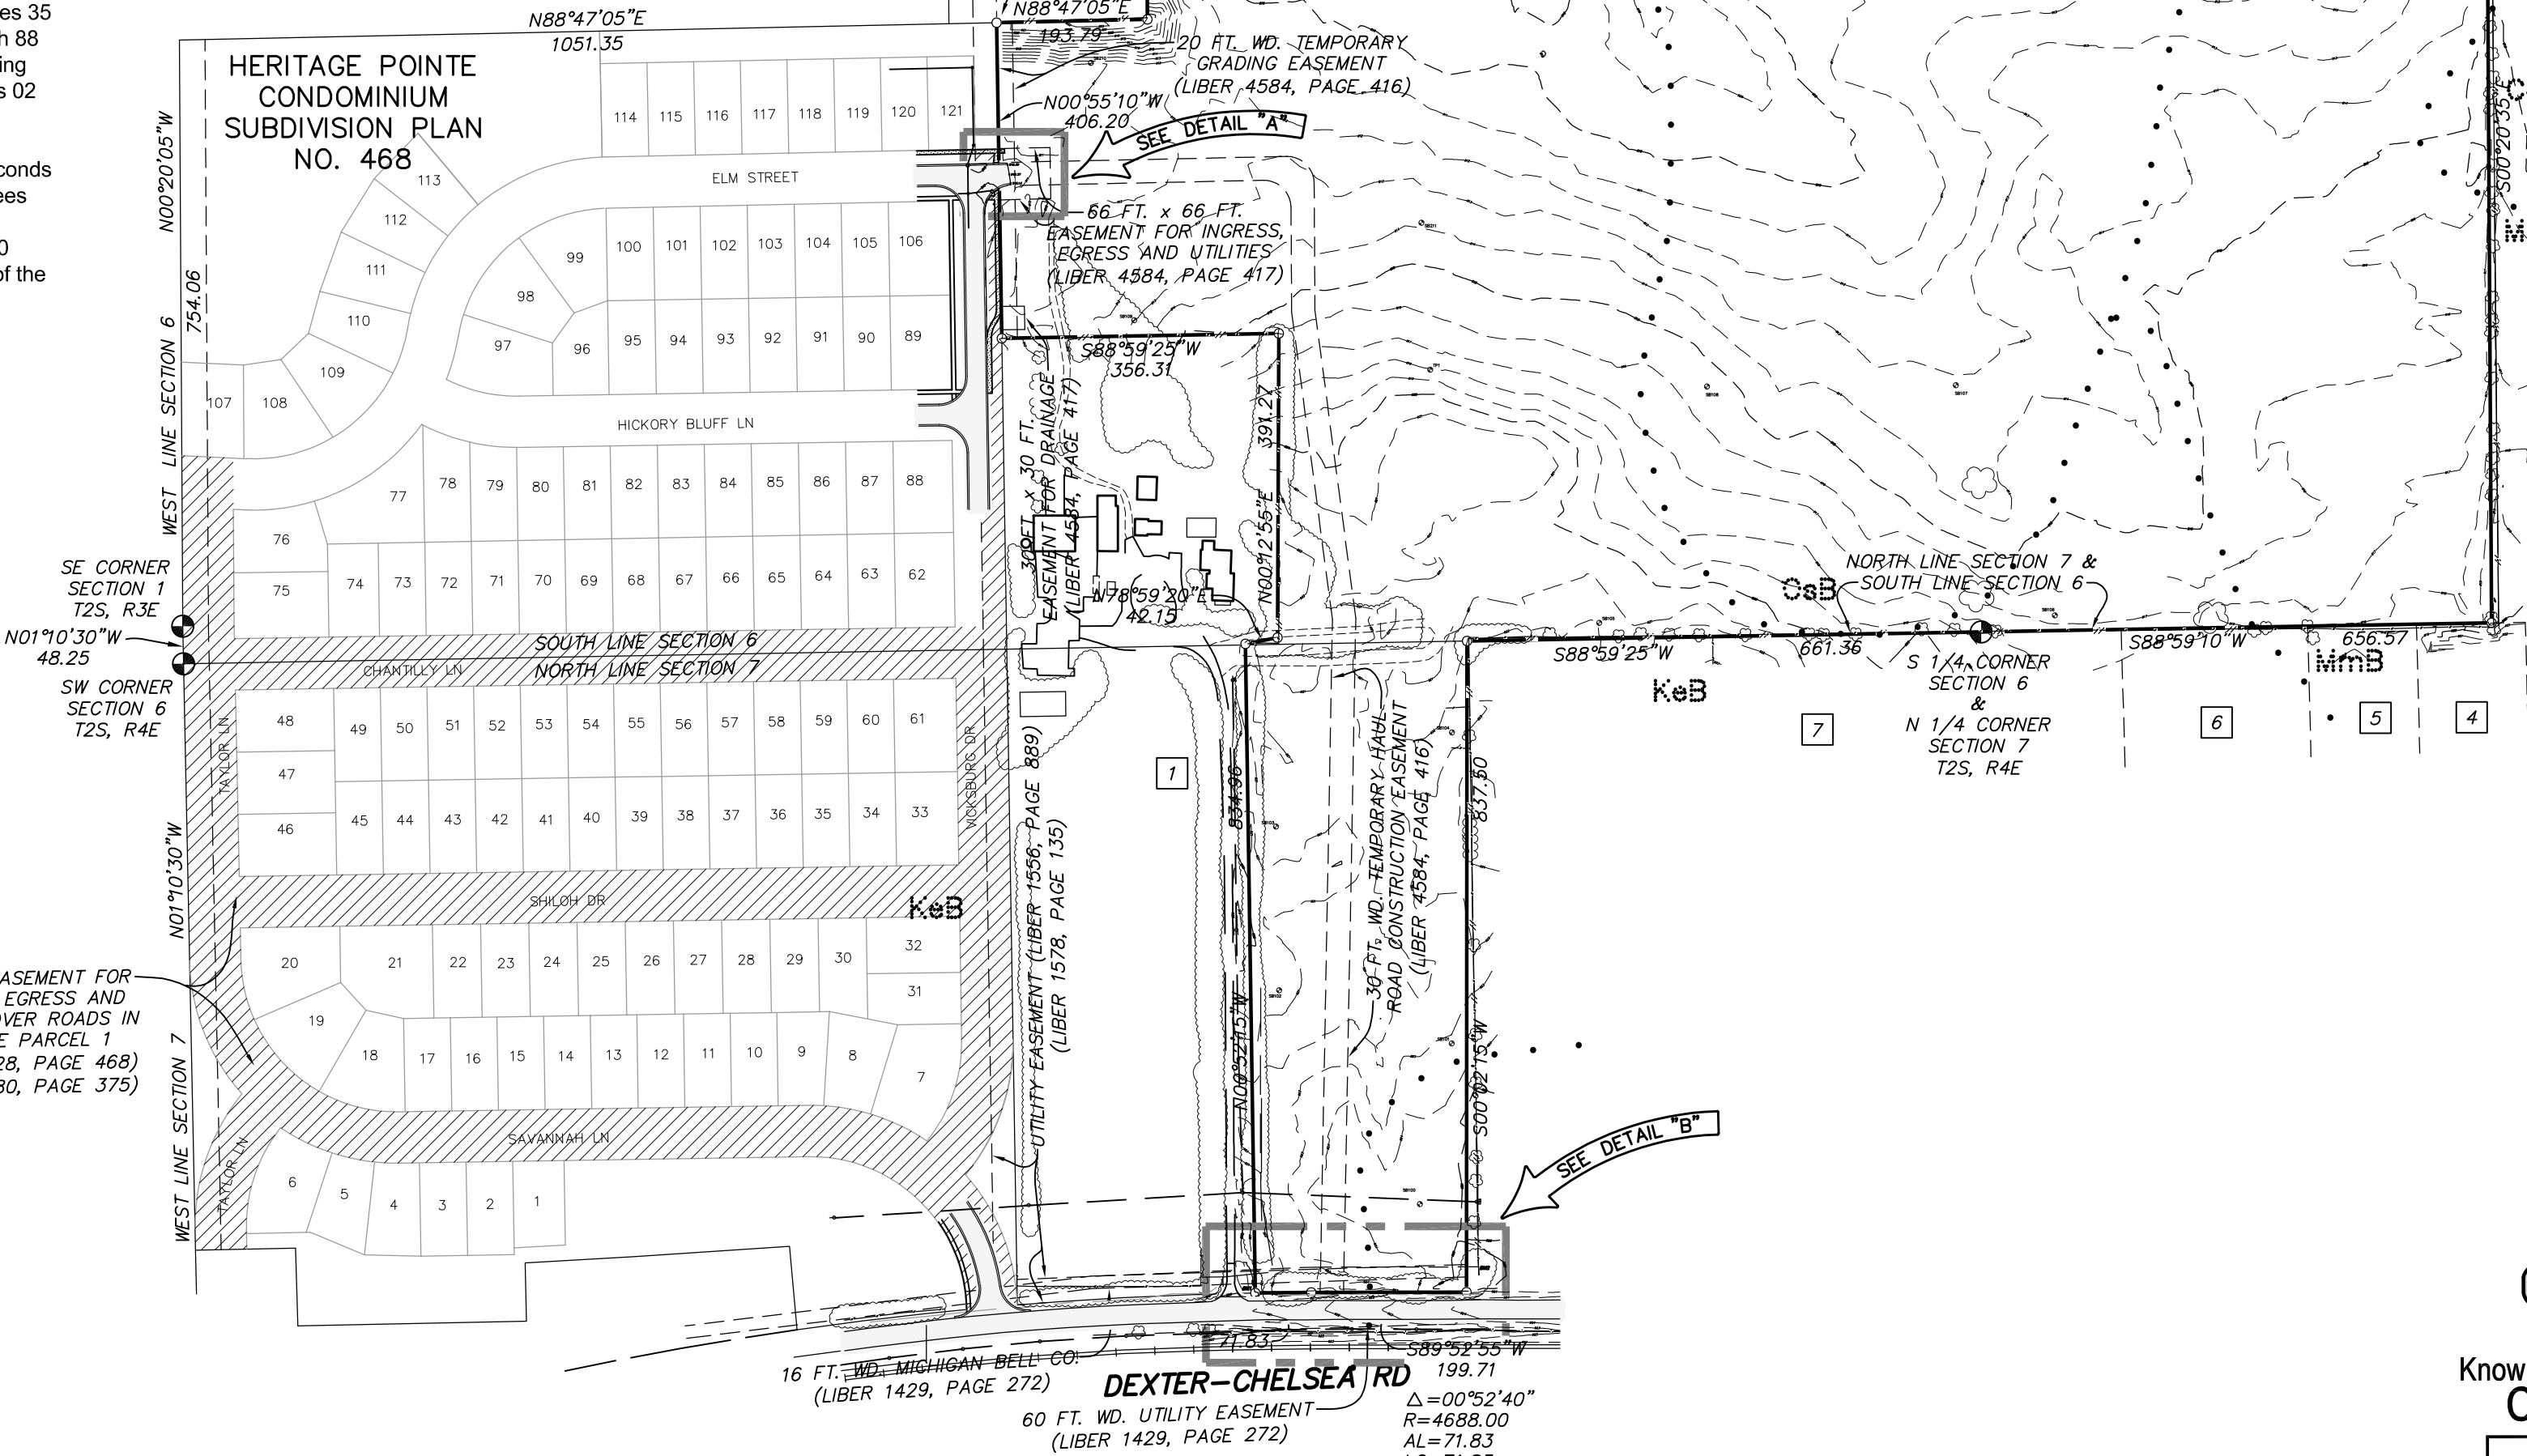 es 35
h 88
ing
s 02
conds
ees
0
of the
N88°47'05"E
1051.35
N88°47'05"E
193.79
HERITAGE POINTE
CONDOMINIUM
SUBDIVISION PLAN
NO. 468
20 FT. WD. TEMPORARY
GRADING EASEMENT
(LIBER 4584, PAGE 416)
N00°55'10"W
406.20
SEE DETAIL "A"
N00°20'05"W
754.06
WEST LINE SECTION 6
114 115 116 117 118 119 120 121
113
112
111
110
109
108
107
ELM STREET
66 FT. x 66 FT.
EASEMENT FOR INGRESS,
EGRESS AND UTILITIES
(LIBER 4584, PAGE 417)
99 100 101 102 103 104 105 106
98
97 96 95 94 93 92 91 90 89
S88°59'25"W
356.31
HICKORY BLUFF LN
30 FT. x 30 FT.
EASEMENT FOR DRAINAGE
(LIBER 4584, PAGE 417)
391.27
N00°12'55"E
S00°20'35"E
77 78 79 80 81 82 83 84 85 86 87 88
76
75 74 73 72 71 70 69 68 67 66 65 64 63 62
SE CORNER
SECTION 1
T2S, R3E
N01°10'30"W
48.25
SW CORNER
SECTION 6
T2S, R4E
N78°59'20"E
42.15
SOUTH LINE SECTION 6
NORTH LINE SECTION 7
CHANTILLY LN
NORTH LINE SECTION 7 &
SOUTH LINE SECTION 6
OsB
S88°59'25"W
661.36
S88°59'10"W
656.57
MmB
KeB
S 1/4 CORNER
SECTION 6
&
N 1/4 CORNER
SECTION 7
T2S, R4E
7
6
5
4
1
TAYLOR LN
VICKSBURG DR
48 49 50 51 52 53 54 55 56 57 58 59 60 61
47
46 45 44 43 42 41 40 39 38 37 36 35 34 33
UTILITY EASEMENT (LIBER 1556, PAGE 889)
(LIBER 1578, PAGE 135)
834.96
N00°52'15"W
30 FT. WD. TEMPORARY HAUL
ROAD CONSTRUCTION EASEMENT
(LIBER 4584, PAGE 416)
837.50
S00°02'15"W
N01°10'30"W
SHILOH DR
KeB
20 21 22 23 24 25 26 27 28 29 30 32
31
19 18 17 16 15 14 13 12 11 10 9 8 7
EASEMENT FOR
EGRESS AND
OVER ROADS IN
E PARCEL 1
28, PAGE 468)
80, PAGE 375)
WEST LINE SECTION 7
SAVANNAH LN
TAYLOR LN
6 5 4 3 2 1
SEE DETAIL "B"
71.83
16 FT. WD. MICHIGAN BELL CO.
(LIBER 1429, PAGE 272)
DEXTER-CHELSEA RD
S89°52'55"W
199.71
60 FT. WD. UTILITY EASEMENT
(LIBER 1429, PAGE 272)
Δ=00°52'40"
R=4688.00
AL=71.83
Know